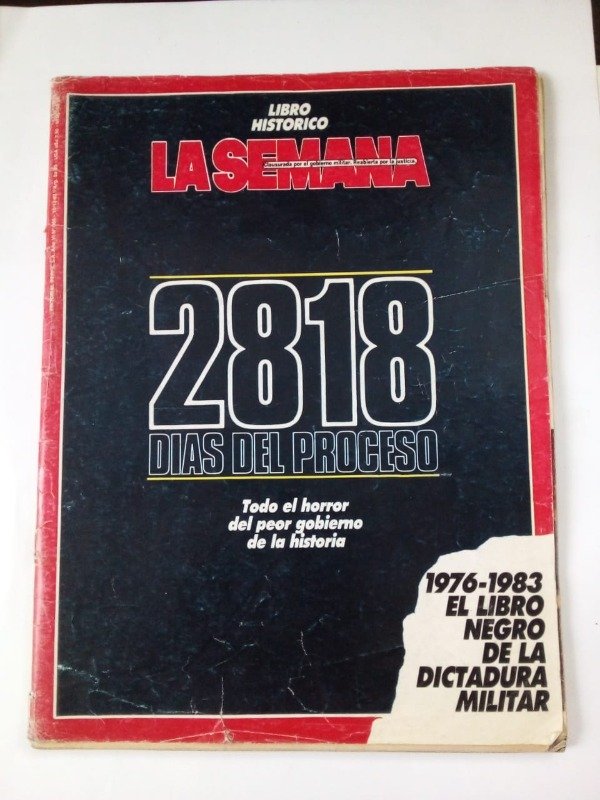 LIBRO
HISTORICO
LA SEMANA
Clausurada por el gobierno militar. Reabierta por la justicia.
2818
DIAS DEL PROCESO
Todo el horror
del peor gobierno
de la historia
1976-1983
EL LIBRO
NEGRO
DE LA
DICTADURA
MILITAR